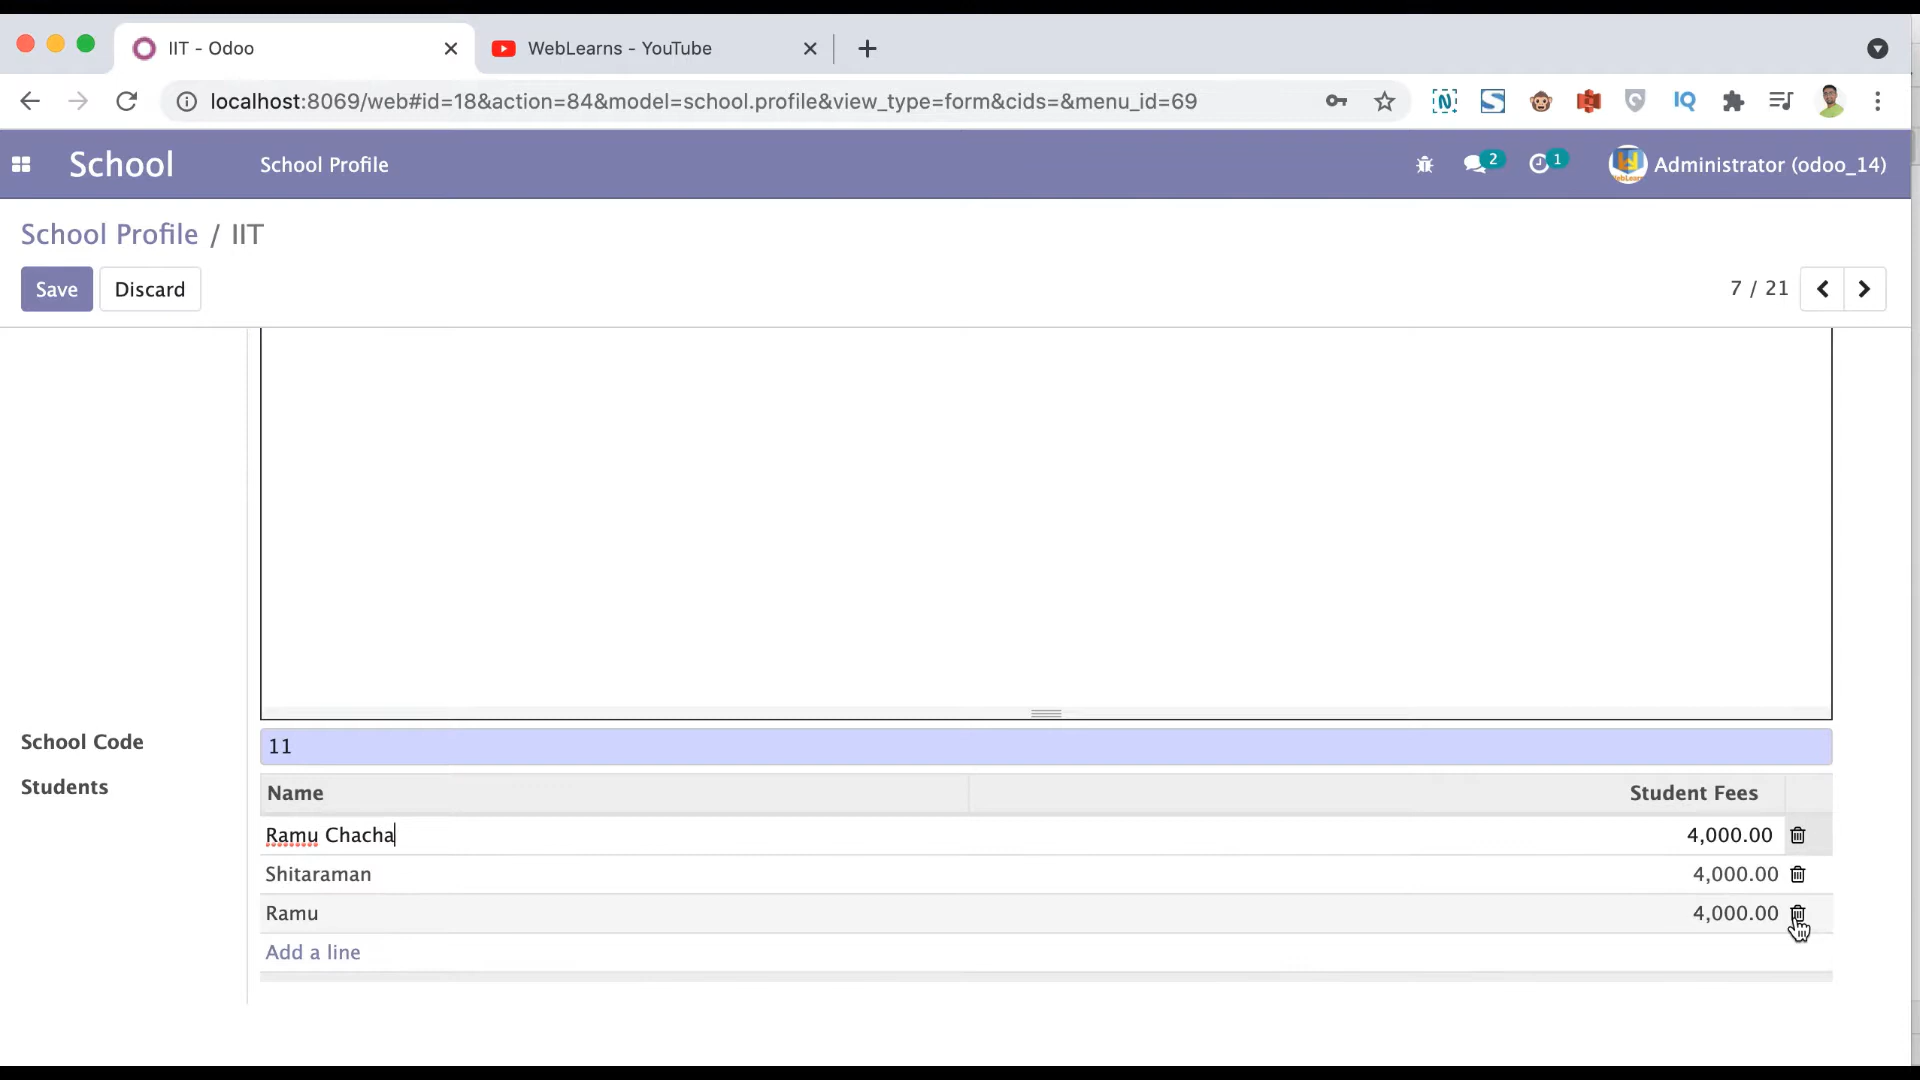 IIT - Odoo
WebLearns - YouTube
localhost:8069/web#id=18&action=84&model=school.profile&view_type=form&cids=&menu_id=69
School
School Profile
2
1
Administrator (odoo_14)
School Profile / IIT
Save
Discard
7 / 21
School Code
11
Students
Name
Student Fees
Ramu Chacha
4,000.00
Shitaraman
4,000.00
Ramu
4,000.00
Add a line